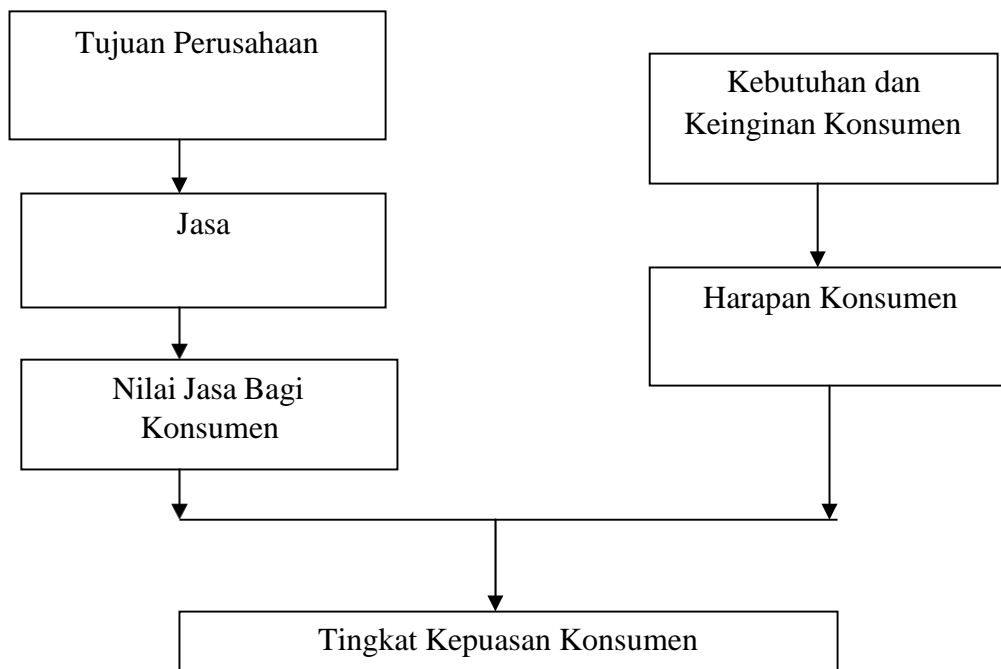 Tujuan Perusahaan
Kebutuhan dan
Keinginan Konsumen
Jasa
Harapan Konsumen
Nilai Jasa Bagi
Konsumen
Tingkat Kepuasan Konsumen